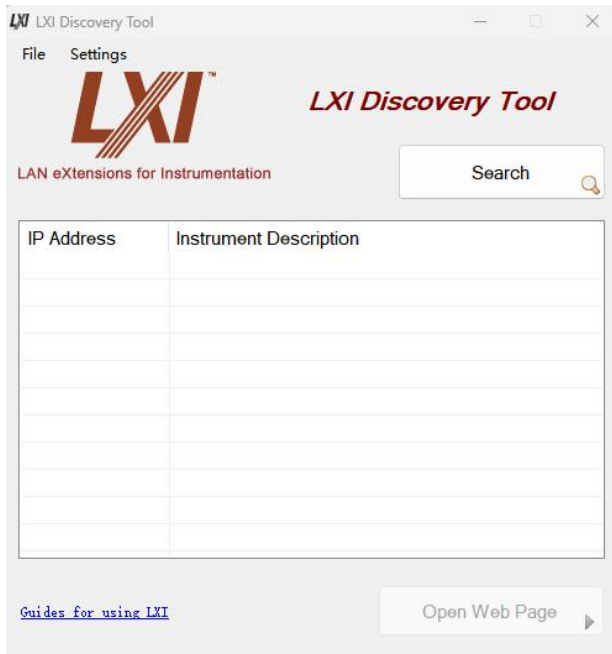 LXI LXI Discovery Tool
File Settings
LXI™
LXI Discovery Tool
LAN eXtensions for Instrumentation
Search
IP Address Instrument Description
Guides for using LXI
Open Web Page